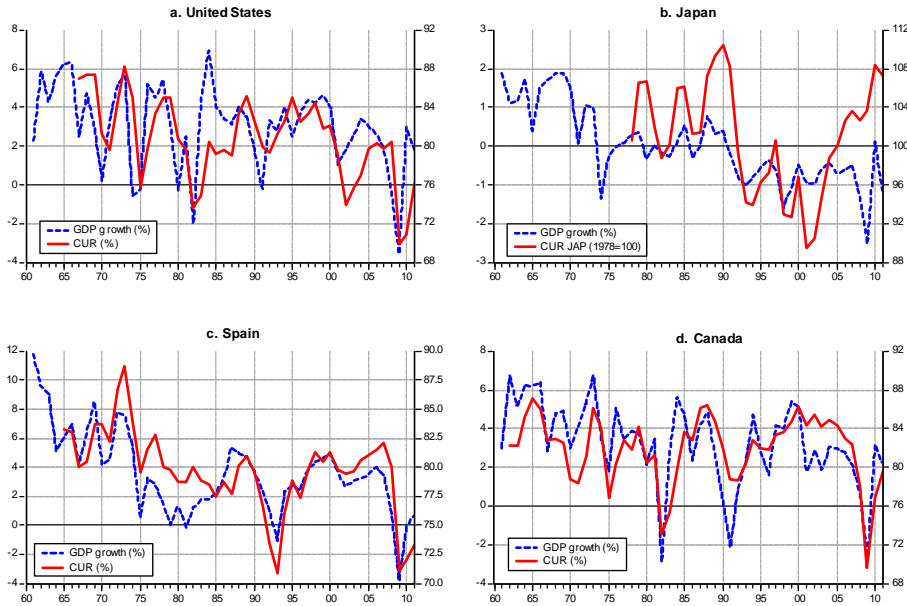 a. United States
8 92
6 88
4 84
2 80
0 76
-2 72
-4 68
60 65 70 75 80 85 90 95 00 05 10
GDP growth (%)
CUR (%)
b. Japan
3 112
2 108
1 104
0 100
-1 96
-2 92
-3 88
60 65 70 75 80 85 90 95 00 05 10
GDP growth (%)
CUR JAP (1978=100)
c. Spain
12 90.0
10 87.5
8 85.0
6 82.5
4 80.0
2 77.5
0 75.0
-2 72.5
-4 70.0
60 65 70 75 80 85 90 95 00 05 10
GDP growth (%)
CUR (%)
d. Canada
8 92
6 88
4 84
2 80
0 76
-2 72
-4 68
60 65 70 75 80 85 90 95 00 05 10
GDP growth (%)
CUR (%)